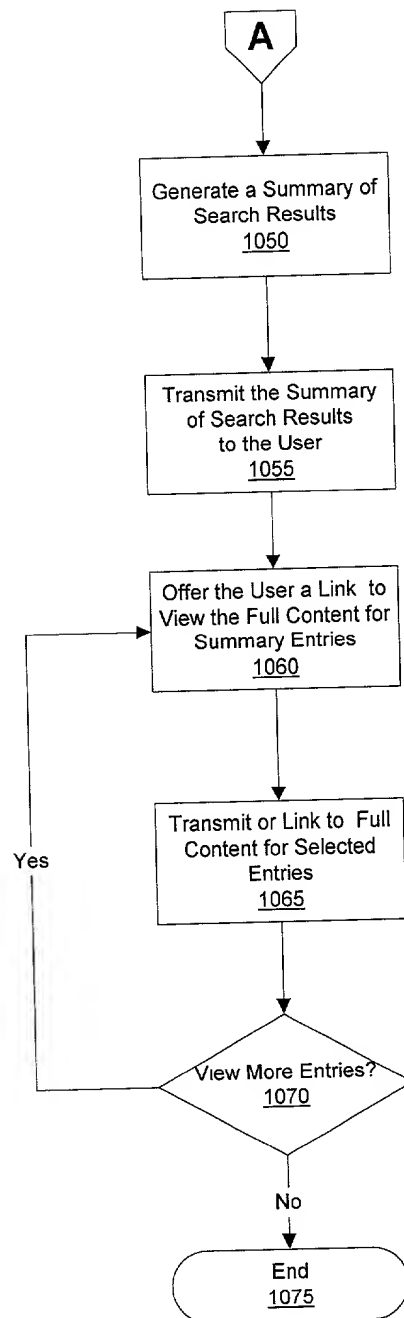 A
Generate a Summary of
Search Results
1050
Transmit the Summary
of Search Results
to the User
1055
Offer the User a Link to
View the Full Content for
Summary Entries
1060
Transmit or Link to Full
Content for Selected
Entries
1065
Yes
View More Entries?
1070
No
End
1075